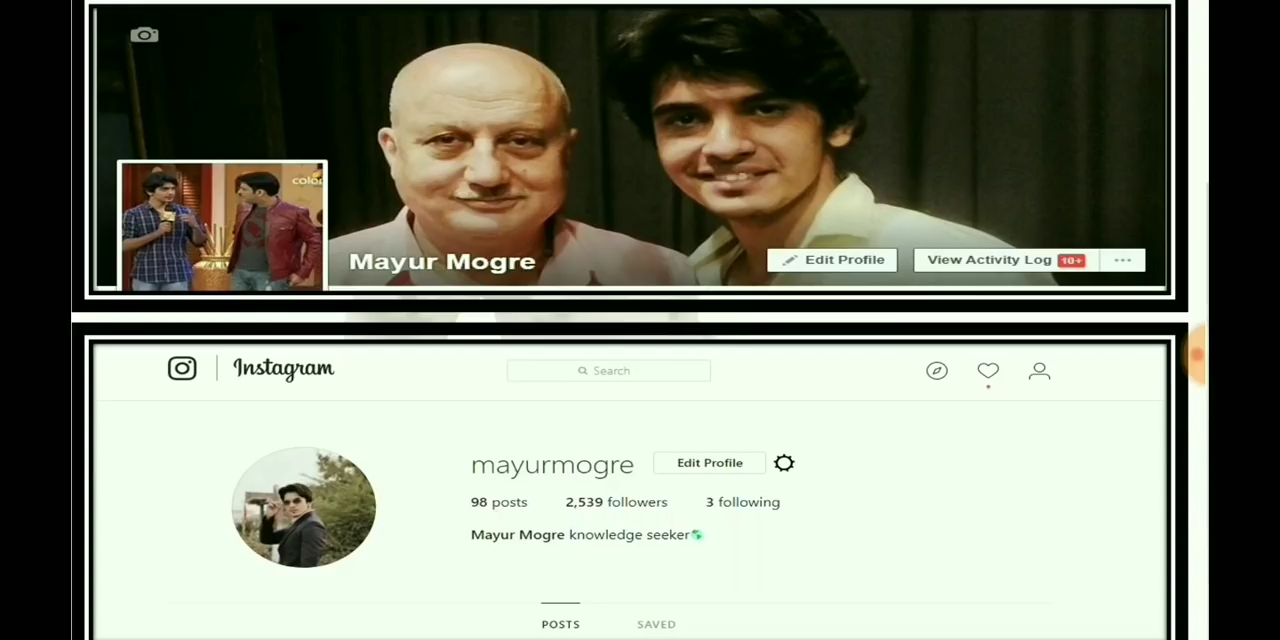 color
Mayur Mogre
Edit Profile
View Activity Log 10+
Instagram
Search
mayurmogre
Edit Profile
98 posts
2,539 followers
3 following
Mayur Mogre knowledge seeker
POSTS
SAVED